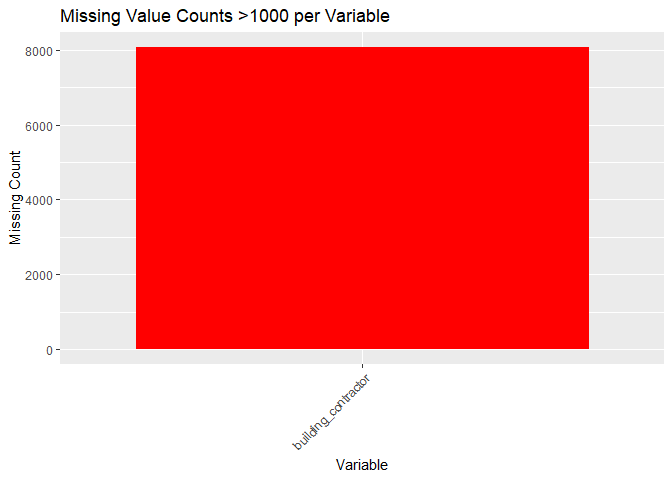 Missing Value Counts >1000 per Variable
8000
6000
4000
2000
0
Missing Count
building_contractor
Variable